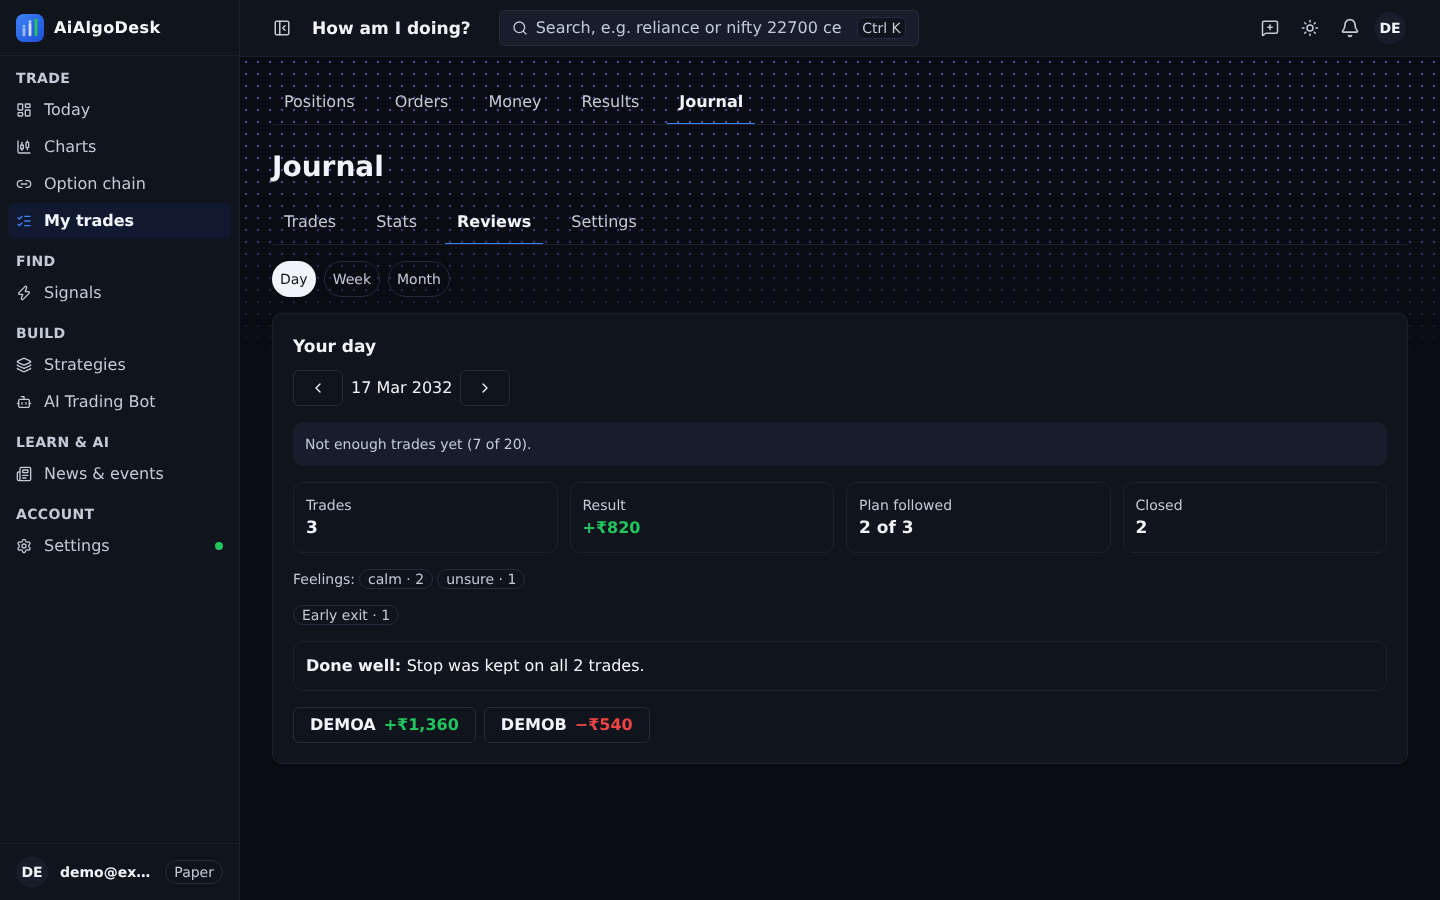 AiAlgoDesk
How am I doing?
Search, e.g. reliance or nifty 22700 ce
Ctrl K
DE
TRADE
Today
Charts
Option chain
My trades
FIND
Signals
BUILD
Strategies
AI Trading Bot
LEARN & AI
News & events
ACCOUNT
Settings
DE
demo@ex...
Paper
Positions
Orders
Money
Results
Journal
Journal
Trades
Stats
Reviews
Settings
Day
Week
Month
Your day
17 Mar 2032
Not enough trades yet (7 of 20).
Trades
3
Result
+₹820
Plan followed
2 of 3
Closed
2
Feelings: calm · 2 unsure · 1
Early exit · 1
Done well: Stop was kept on all 2 trades.
DEMOA +₹1,360
DEMOB −₹540